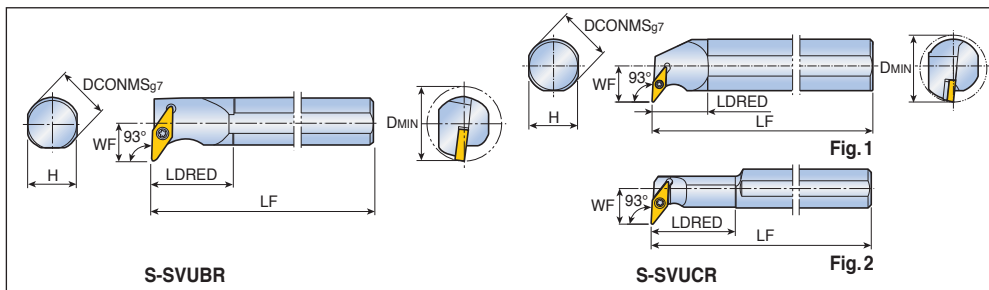 DCONMSg7
H
WF
93°
LDRED
LF
DMIN
S-SVUBR
DCONMSg7
H
WF
93°
LDRED
LF
DMIN
Fig.1
WF
93°
LDRED
LF
Fig.2
S-SVUCR